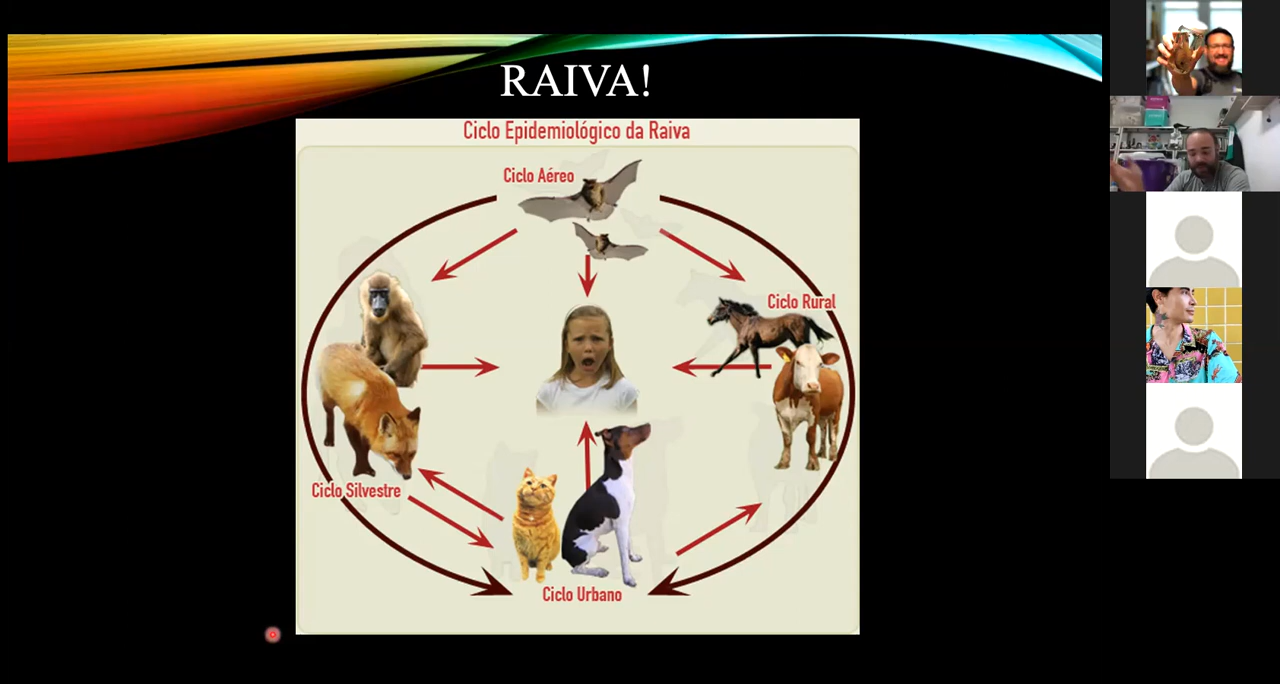 RAIVA!
Ciclo Epidemiológico da Raiva
Ciclo Aéreo
Ciclo Rural
Ciclo Silvestre
Ciclo Urbano